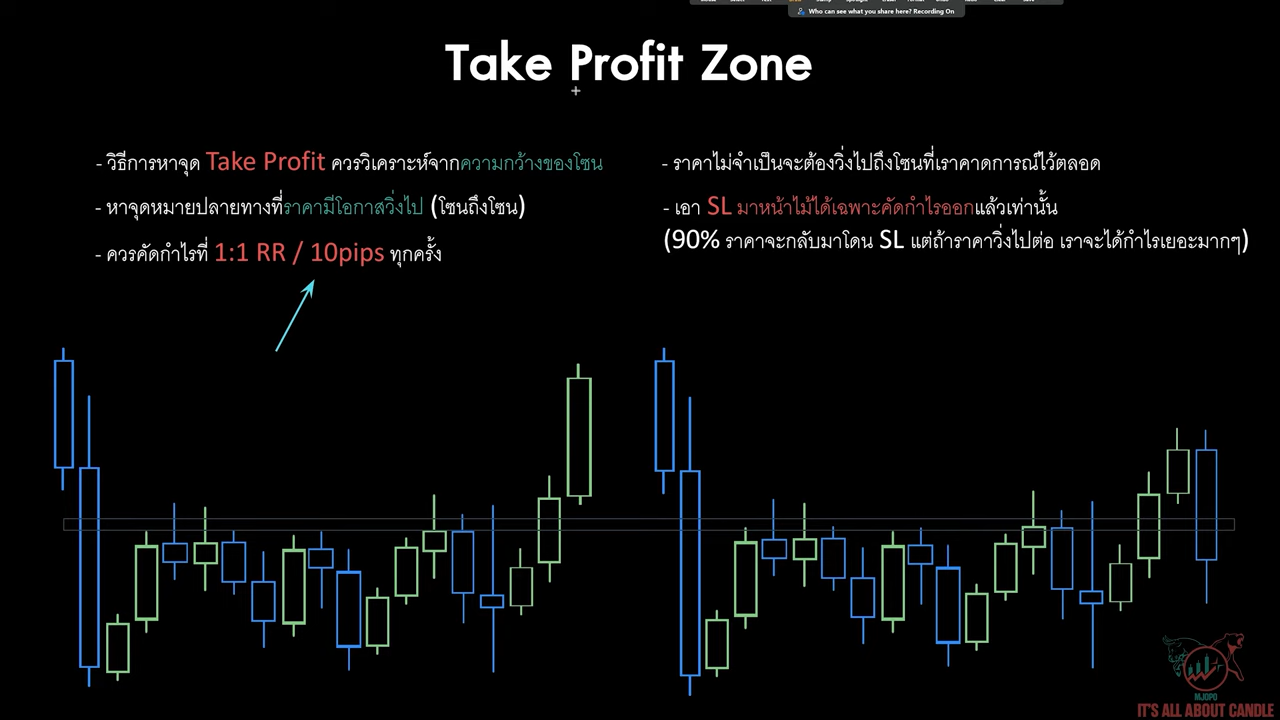 Who can see what you share here? Recording On
Take Profit Zone
- วิธีการหาจุด Take Profit ควรวิเคราะห์จากความกว้างของโซน
- หาจุดหมายปลายทางที่ราคามีโอกาสวิ่งไป (โซนถึงโซน)
- ควรคัดกำไรที่ 1:1 RR / 10pips ทุกครั้ง
- ราคาไม่จำเป็นจะต้องวิ่งไปถึงโซนที่เราคาดการณ์ไว้ตลอด
- เอา SL มาหน้าไม้ได้เฉพาะคัดกำไรออกแล้วเท่านั้น
(90% ราคาจะกลับมาโดน SL แต่ถ้าราคาวิ่งไปต่อ เราจะได้กำไรเยอะมากๆ)
MJOPO
IT'S ALL ABOUT CANDLE